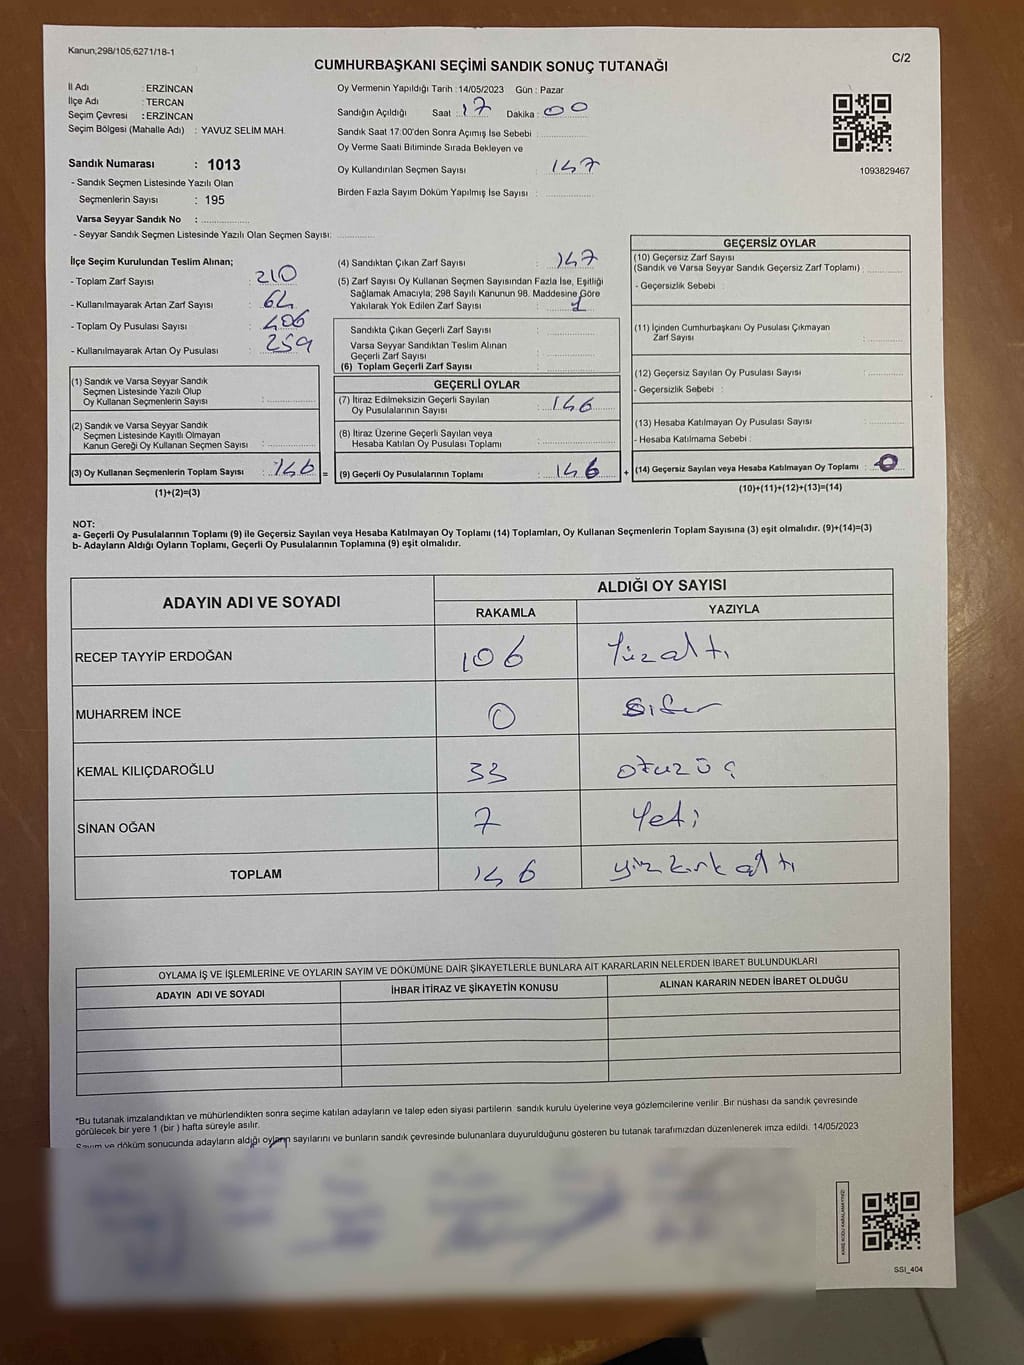 Kanun;298/105,6271/18-1
C/2
CUMHURBAŞKANI SEÇİMİ SANDIK SONUÇ TUTANAĞI
İl Adı : ERZİNCAN
İlçe Adı : TERCAN
Seçim Çevresi : ERZİNCAN
Seçim Bölgesi (Mahalle Adı) : YAVUZ SELİM MAH.
Sandık Numarası : 1013
- Sandık Seçmen Listesinde Yazılı Olan
Seçmenlerin Sayısı : 195
Varsa Seyyar Sandık No :
- Seyyar Sandık Seçmen Listesinde Yazılı Olan Seçmen Sayısı:
Oy Vermenin Yapıldığı Tarih : 14/05/2023 Gün : Pazar
Sandığın Açıldığı Saat : 17 Dakika : 00
Sandık Saat 17:00'den Sonra Açımış İse Sebebi :
Oy Verme Saati Bitiminde Sırada Bekleyen ve
Oy Kullandırılan Seçmen Sayısı : 147
Birden Fazla Sayım Döküm Yapılmış İse Sayısı :
1093829467
İlçe Seçim Kurulundan Teslim Alınan;
- Toplam Zarf Sayısı : 210
- Kullanılmayarak Artan Zarf Sayısı : 64
- Toplam Oy Pusulası Sayısı : 406
- Kullanılmayarak Artan Oy Pusulası : 259
(1) Sandık ve Varsa Seyyar Sandık
Seçmen Listesinde Yazılı Olup
Oy Kullanan Seçmenlerin Sayısı :
(2) Sandık ve Varsa Seyyar Sandık
Seçmen Listesinde Kayıtlı Olmayan
Kanun Gereği Oy Kullanan Seçmen Sayısı :
(3) Oy Kullanan Seçmenlerin Toplam Sayısı : 146 =
(1)+(2)=(3)
(4) Sandıktan Çıkan Zarf Sayısı : 147
(5) Zarf Sayısı Oy Kullanan Seçmen Sayısından Fazla İse, Eşitliği
Sağlamak Amacıyla; 298 Sayılı Kanunun 98. Maddesine Göre
Yakılarak Yok Edilen Zarf Sayısı : 1
Sandıkta Çıkan Geçerli Zarf Sayısı :
Varsa Seyyar Sandıktan Teslim Alınan
Geçerli Zarf Sayısı :
(6) Toplam Geçerli Zarf Sayısı :
GEÇERLİ OYLAR
(7) İtiraz Edilmeksizin Geçerli Sayılan
Oy Pusulalarının Sayısı : 146
(8) İtiraz Üzerine Geçerli Sayılan veya
Hesaba Katılan Oy Pusulası Toplamı :
(9) Geçerli Oy Pusulalarının Toplamı : 146 +
GEÇERSİZ OYLAR
(10) Geçersiz Zarf Sayısı
(Sandık ve Varsa Seyyar Sandık Geçersiz Zarf Toplamı) :
- Geçersizlik Sebebi :
(11) İçinden Cumhurbaşkanı Oy Pusulası Çıkmayan
Zarf Sayısı :
(12) Geçersiz Sayılan Oy Pusulası Sayısı :
- Geçersizlik Sebebi :
(13) Hesaba Katılmayan Oy Pusulası Sayısı :
- Hesaba Katılmama Sebebi :
(14) Geçersiz Sayılan veya Hesaba Katılmayan Oy Toplamı : 0
(10)+(11)+(12)+(13)=(14)
NOT:
a- Geçerli Oy Pusulalarının Toplamı (9) ile Geçersiz Sayılan veya Hesaba Katılmayan Oy Toplamı (14) Toplamları, Oy Kullanan Seçmenlerin Toplam Sayısına (3) eşit olmalıdır. (9)+(14)=(3)
b- Adayların Aldığı Oyların Toplamı, Geçerli Oy Pusulalarının Toplamına (9) eşit olmalıdır.
ADAYIN ADI VE SOYADI
ALDIĞI OY SAYISI
RAKAMLA YAZIYLA
RECEP TAYYİP ERDOĞAN 106 Yüzaltı
MUHARREM İNCE 0 Sıfır
KEMAL KILIÇDAROĞLU 33 otuzüç
SİNAN OĞAN 7 Yedi
TOPLAM 146 yüz kırk altı
OYLAMA İŞ VE İŞLEMLERİNE VE OYLARIN SAYIM VE DÖKÜMÜNE DAİR ŞİKAYETLERLE BUNLARA AİT KARARLARIN NELERDEN İBARET BULUNDUKLARI
ADAYIN ADI VE SOYADI İHBAR İTİRAZ VE ŞİKAYETİN KONUSU ALINAN KARARIN NEDEN İBARET OLDUĞU
*Bu tutanak imzalandıktan ve mühürlendikten sonra seçime katılan adayların ve talep eden siyasi partilerin sandık kurulu üyelerine veya gözlemcilerine verilir .Bir nüshası da sandık çevresinde
görülecek bir yere 1 (bir ) hafta süreyle asılır.
Sayım ve döküm sonucunda adayların aldığı oyların sayılarını ve bunların sandık çevresinde bulunanlara duyurulduğunu gösteren bu tutanak tarafımızdan düzenlenerek imza edildi. 14/05/2023
KARE KODU KARALAMAYINIZ!
SSI_404